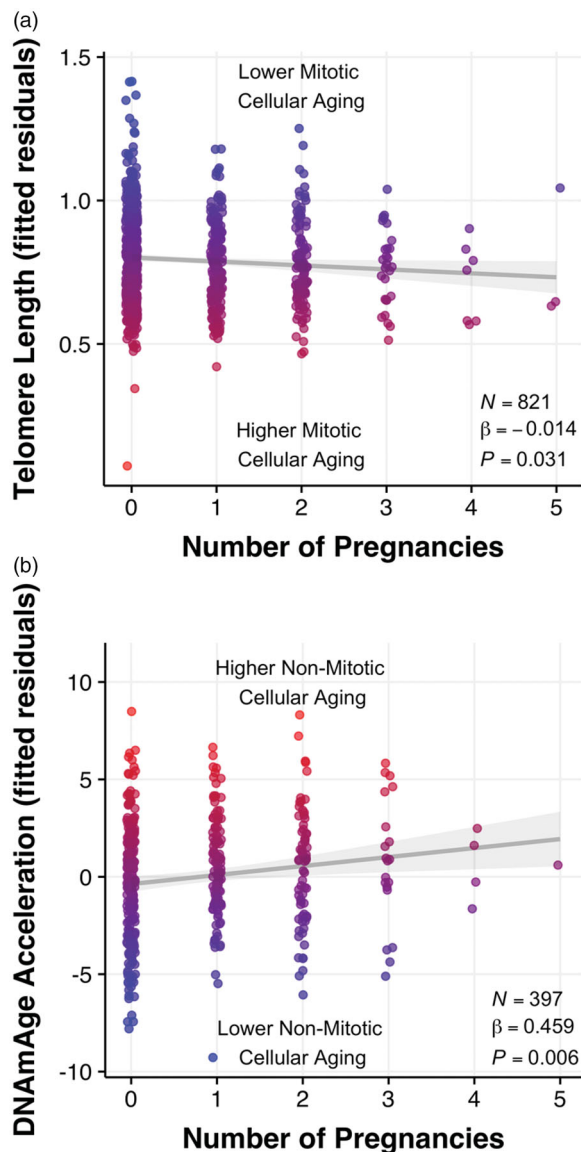 (a)
Telomere Length (fitted residuals)
1.5
1.0
0.5
Lower Mitotic
Cellular Aging
Higher Mitotic
Cellular Aging
N = 821
β = −0.014
P = 0.031
0 1 2 3 4 5
Number of Pregnancies
(b)
DNAmAge Acceleration (fitted residuals)
10
5
0
-5
-10
Higher Non-Mitotic
Cellular Aging
Lower Non-Mitotic
Cellular Aging
N = 397
β = 0.459
P = 0.006
0 1 2 3 4 5
Number of Pregnancies